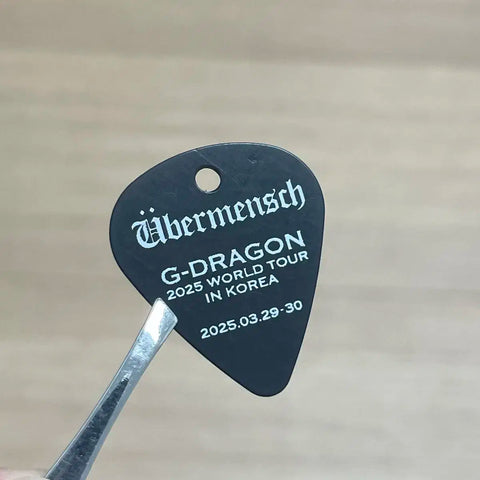 Übermensch
G-DRAGON
2025 WORLD TOUR
IN KOREA
2025.03.29-30